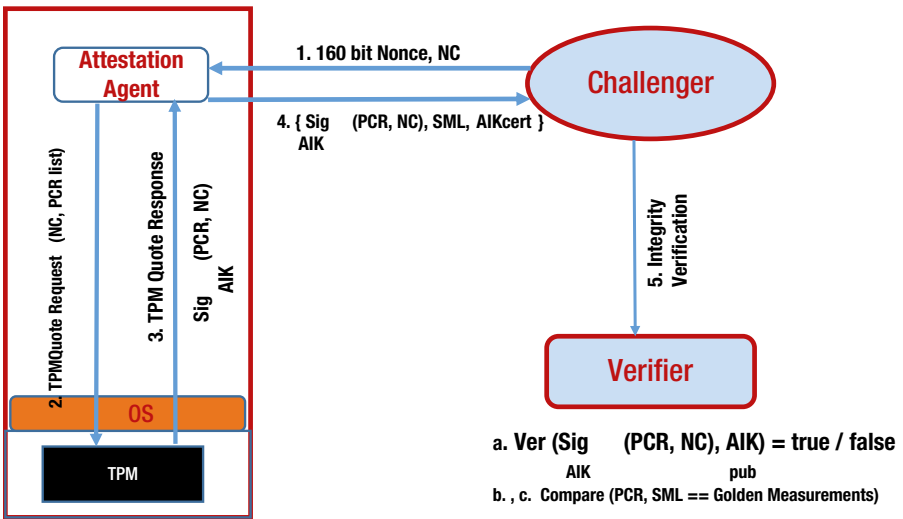 Attestation
Agent
1. 160 bit Nonce, NC
Challenger
4. { Sig (PCR, NC), SML, AIKcert }
AIK
2. TPMQuote Request (NC, PCR list)
3. TPM Quote Response
Sig (PCR, NC)
AIK
5. Integrity
Verification
OS
TPM
Verifier
a. Ver (Sig (PCR, NC), AIK) = true / false
AIK pub
b. , c. Compare (PCR, SML == Golden Measurements)